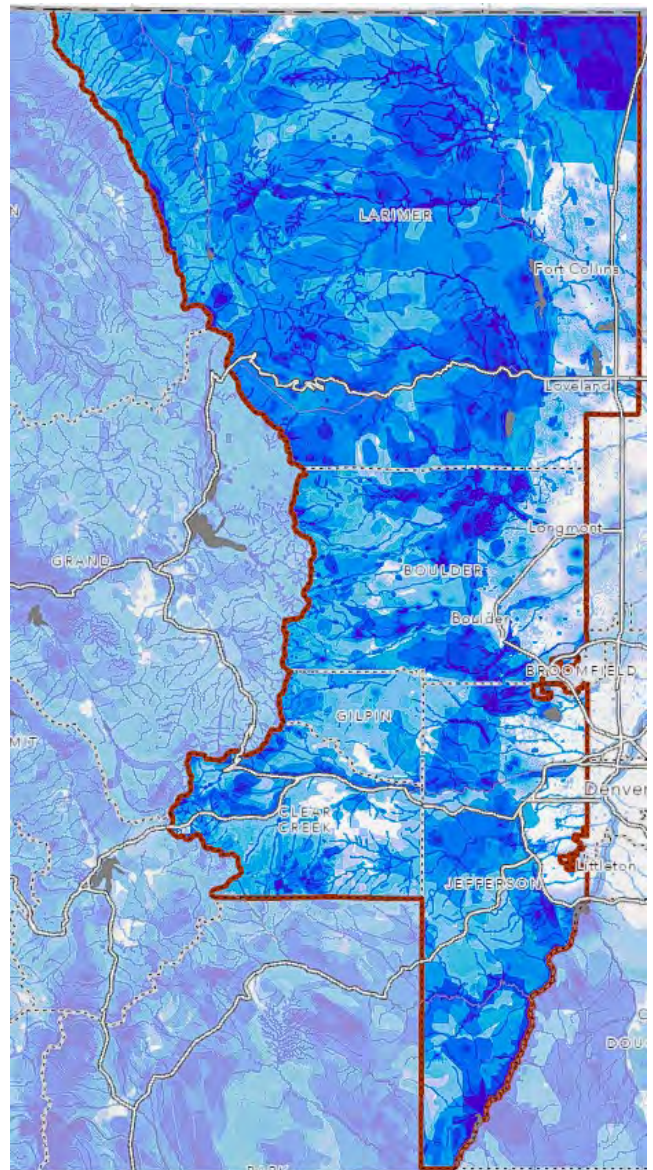 LARIMER
Fort Collins
Loveland
Longmont
GRAND
BOULDER
Boulder
BROOMFIELD
GILPIN
Denver
CLEAR
CREEK
Littleton
JEFFERSON